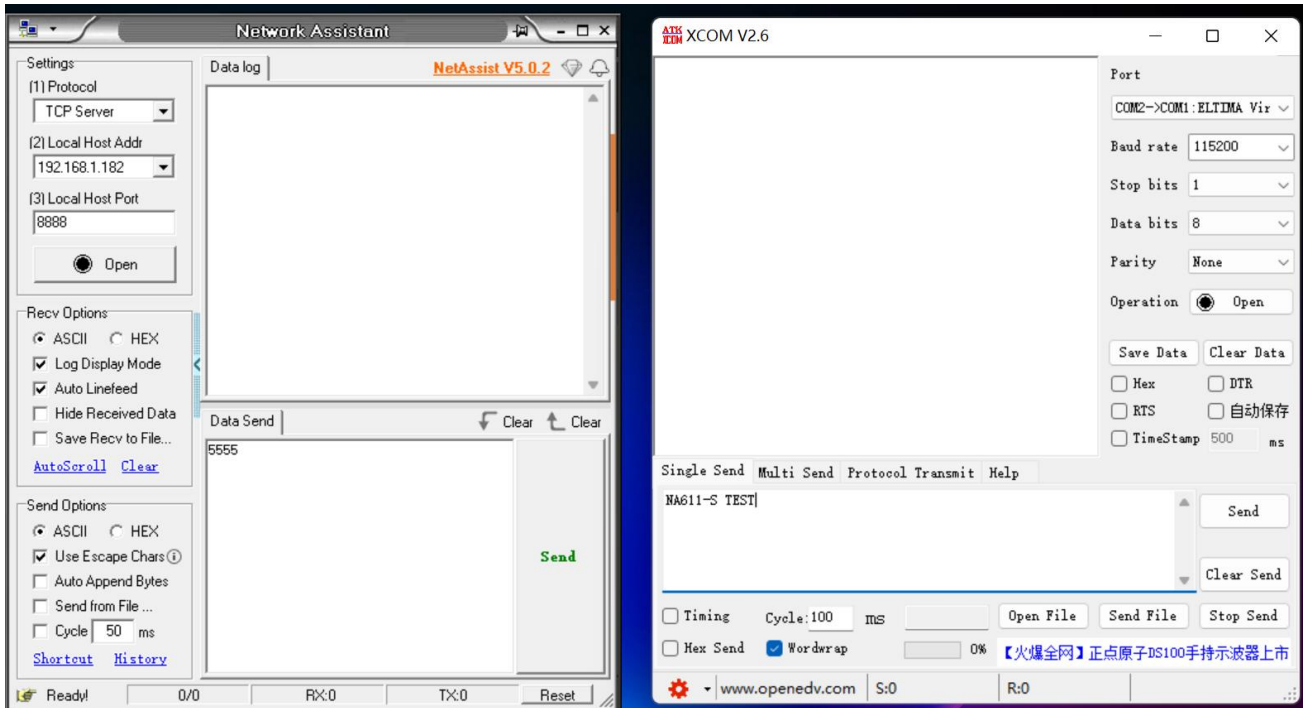 Network Assistant
Settings
(1) Protocol
TCP Server
(2) Local Host Addr
192.168.1.182
(3) Local Host Port
8888
Open
Recv Options
ASCII HEX
Log Display Mode
Auto Linefeed
Hide Received Data
Save Recv to File...
AutoScroll Clear
Send Options
ASCII HEX
Use Escape Chars
Auto Append Bytes
Send from File ...
Cycle 50 ms
Shortcut History
Data log NetAssist V5.0.2
Data Send Clear Clear
5555
Send
Ready! 0/0 RX:0 TX:0 Reset
ATK XCOM XCOM V2.6
Port
COM2->COM1:ELTIMA Vir
Baud rate 115200
Stop bits 1
Data bits 8
Parity None
Operation Open
Save Data Clear Data
Hex DTR
RTS 自动保存
TimeStamp 500 ms
Single Send Multi Send Protocol Transmit Help
NA611-S TEST
Send
Clear Send
Timing Cycle:100 ms Open File Send File Stop Send
Hex Send Wordwrap 0% 【火爆全网】正点原子DS100手持示波器上市
www.openedv.com S:0 R:0